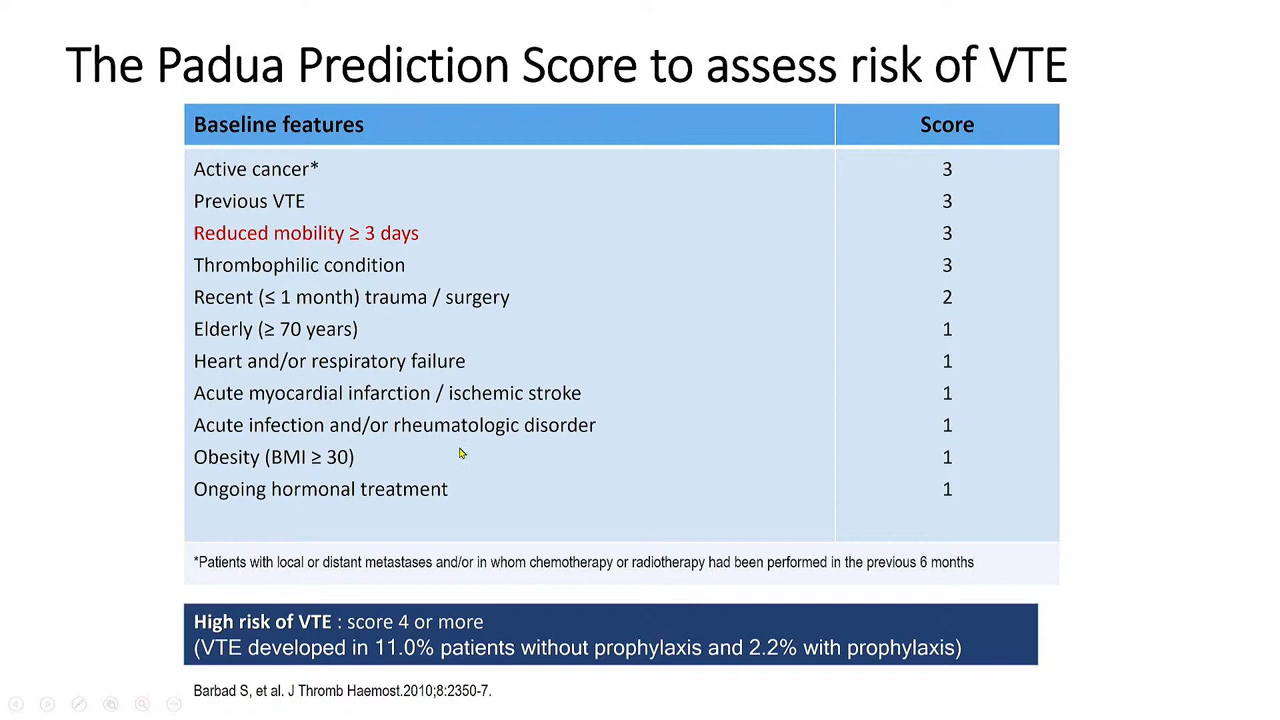 The Padua Prediction Score to assess risk of VTE
Baseline features Score
Active cancer* 3
Previous VTE 3
Reduced mobility ≥ 3 days 3
Thrombophilic condition 3
Recent (≤ 1 month) trauma / surgery 2
Elderly (≥ 70 years) 1
Heart and/or respiratory failure 1
Acute myocardial infarction / ischemic stroke 1
Acute infection and/or rheumatologic disorder 1
Obesity (BMI ≥ 30) 1
Ongoing hormonal treatment 1
*Patients with local or distant metastases and/or in whom chemotherapy or radiotherapy had been performed in the previous 6 months
High risk of VTE : score 4 or more
(VTE developed in 11.0% patients without prophylaxis and 2.2% with prophylaxis)
Barbad S, et al. J Thromb Haemost.2010;8:2350-7.